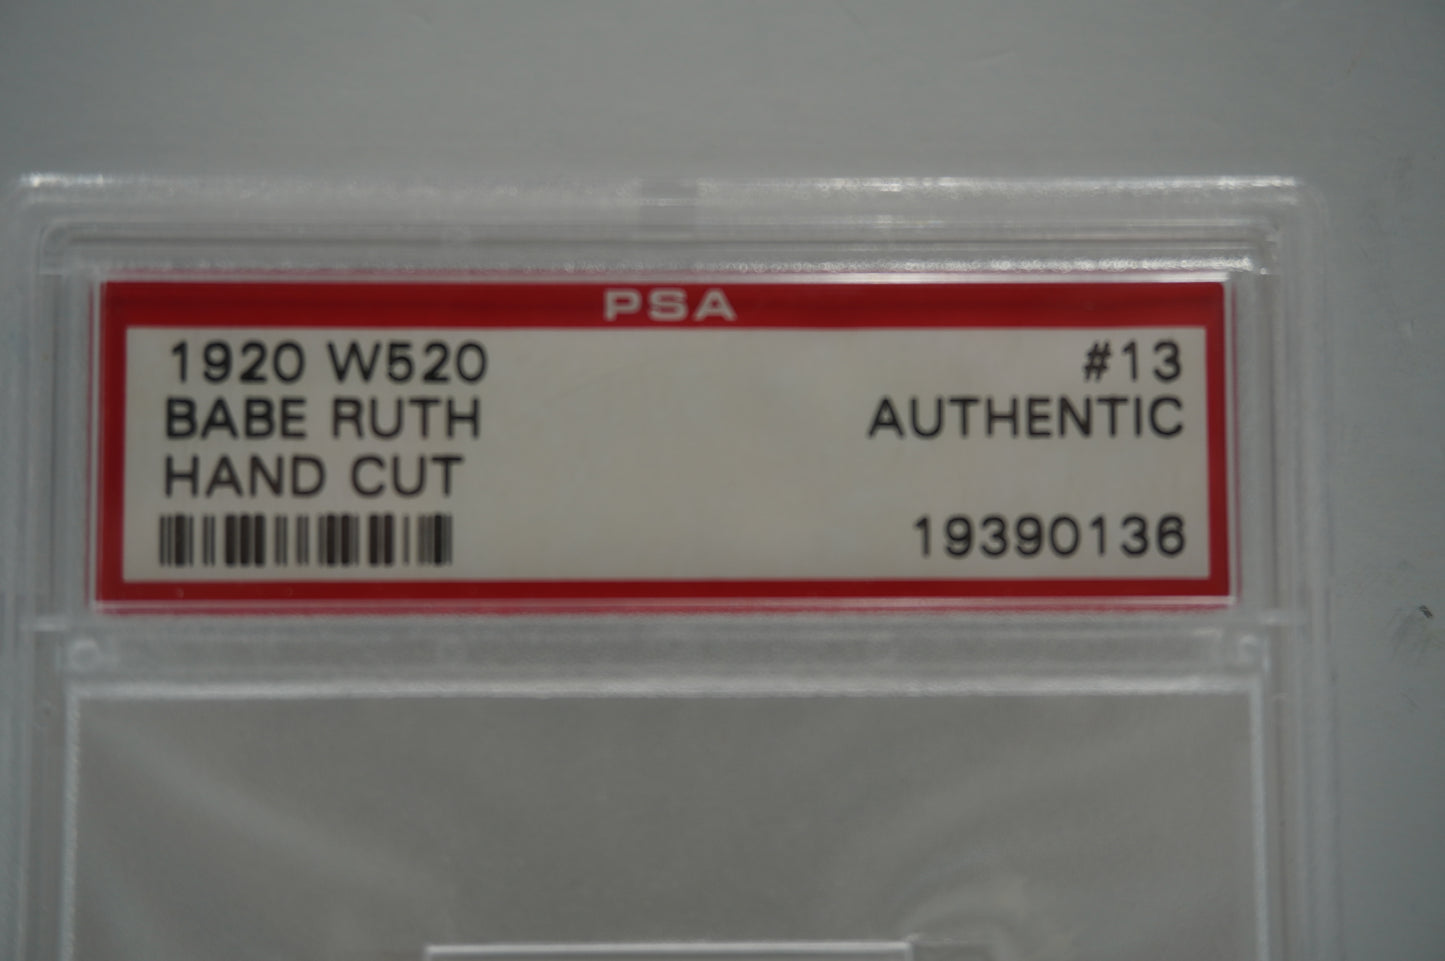 PSA
1920 W520 #13
BABE RUTH AUTHENTIC
HAND CUT
19390136